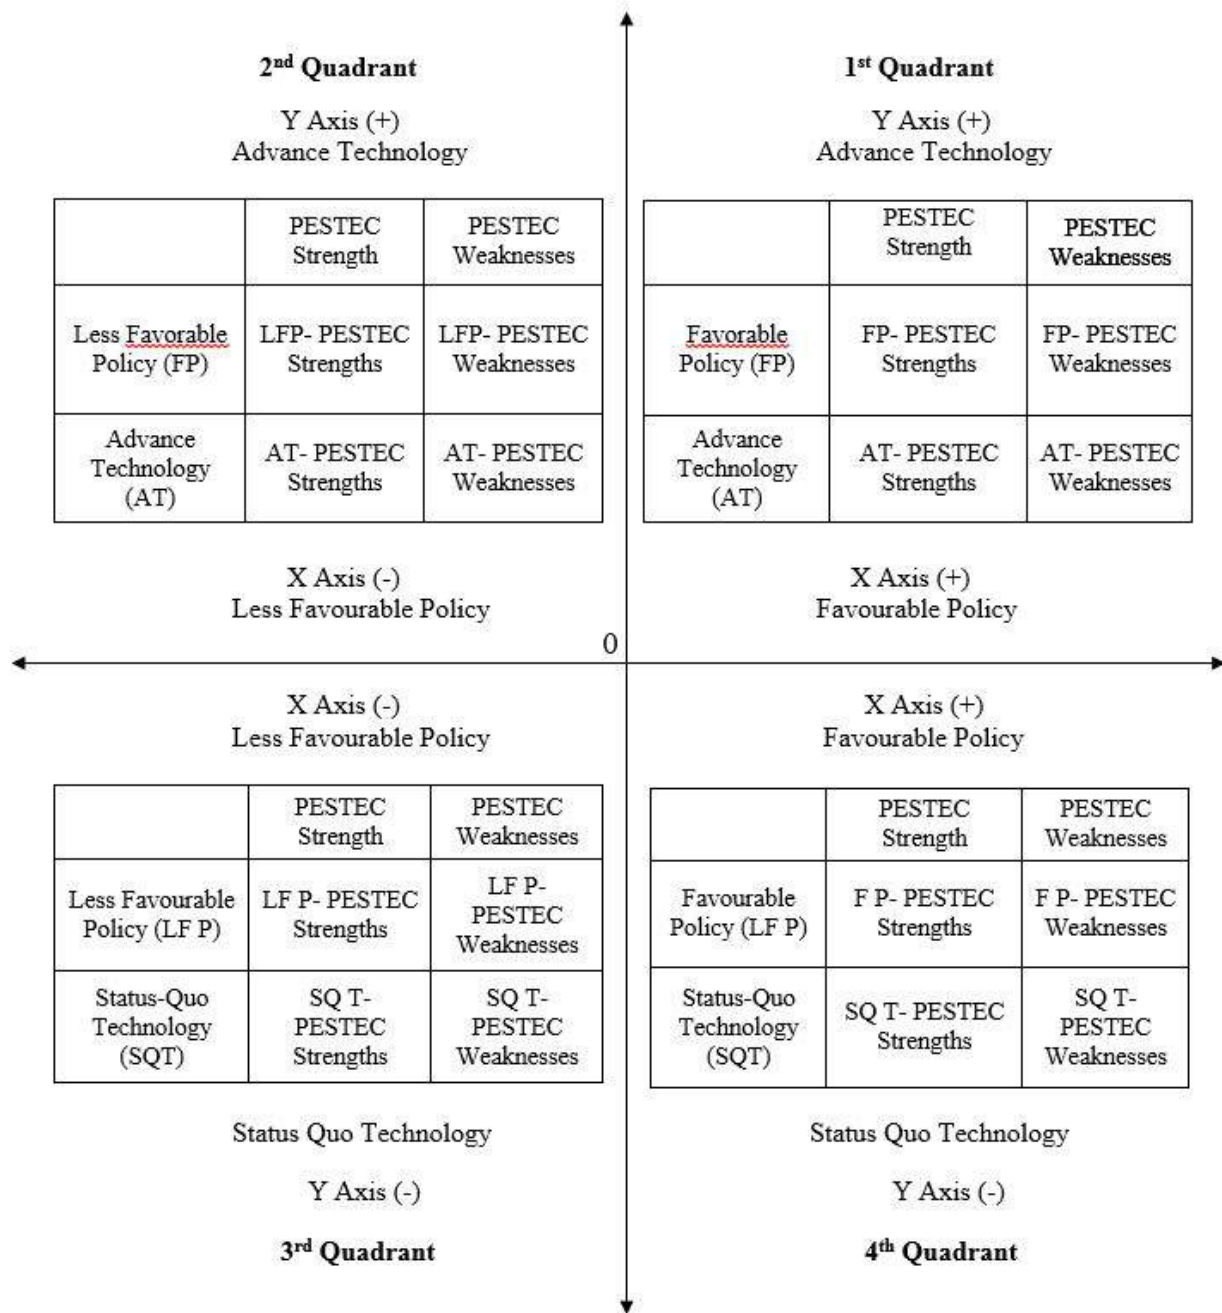 2nd Quadrant
Y Axis (+)
Advance Technology
PESTEC
Strength
PESTEC
Weaknesses
Less Favorable
Policy (FP)
LFP- PESTEC
Strengths
LFP- PESTEC
Weaknesses
Advance
Technology
(AT)
AT- PESTEC
Strengths
AT- PESTEC
Weaknesses
X Axis (-)
Less Favourable Policy
1st Quadrant
Y Axis (+)
Advance Technology
PESTEC
Strength
PESTEC
Weaknesses
Favorable
Policy (FP)
FP- PESTEC
Strengths
FP- PESTEC
Weaknesses
Advance
Technology
(AT)
AT- PESTEC
Strengths
AT- PESTEC
Weaknesses
X Axis (+)
Favourable Policy
0
X Axis (-)
Less Favourable Policy
PESTEC
Strength
PESTEC
Weaknesses
Less Favourable
Policy (LF P)
LF P- PESTEC
Strengths
LF P-
PESTEC
Weaknesses
Status-Quo
Technology
(SQT)
SQ T-
PESTEC
Strengths
SQ T-
PESTEC
Weaknesses
Status Quo Technology
Y Axis (-)
3rd Quadrant
X Axis (+)
Favourable Policy
PESTEC
Strength
PESTEC
Weaknesses
Favourable
Policy (LF P)
F P- PESTEC
Strengths
F P- PESTEC
Weaknesses
Status-Quo
Technology
(SQT)
SQ T- PESTEC
Strengths
SQ T-
PESTEC
Weaknesses
Status Quo Technology
Y Axis (-)
4th Quadrant